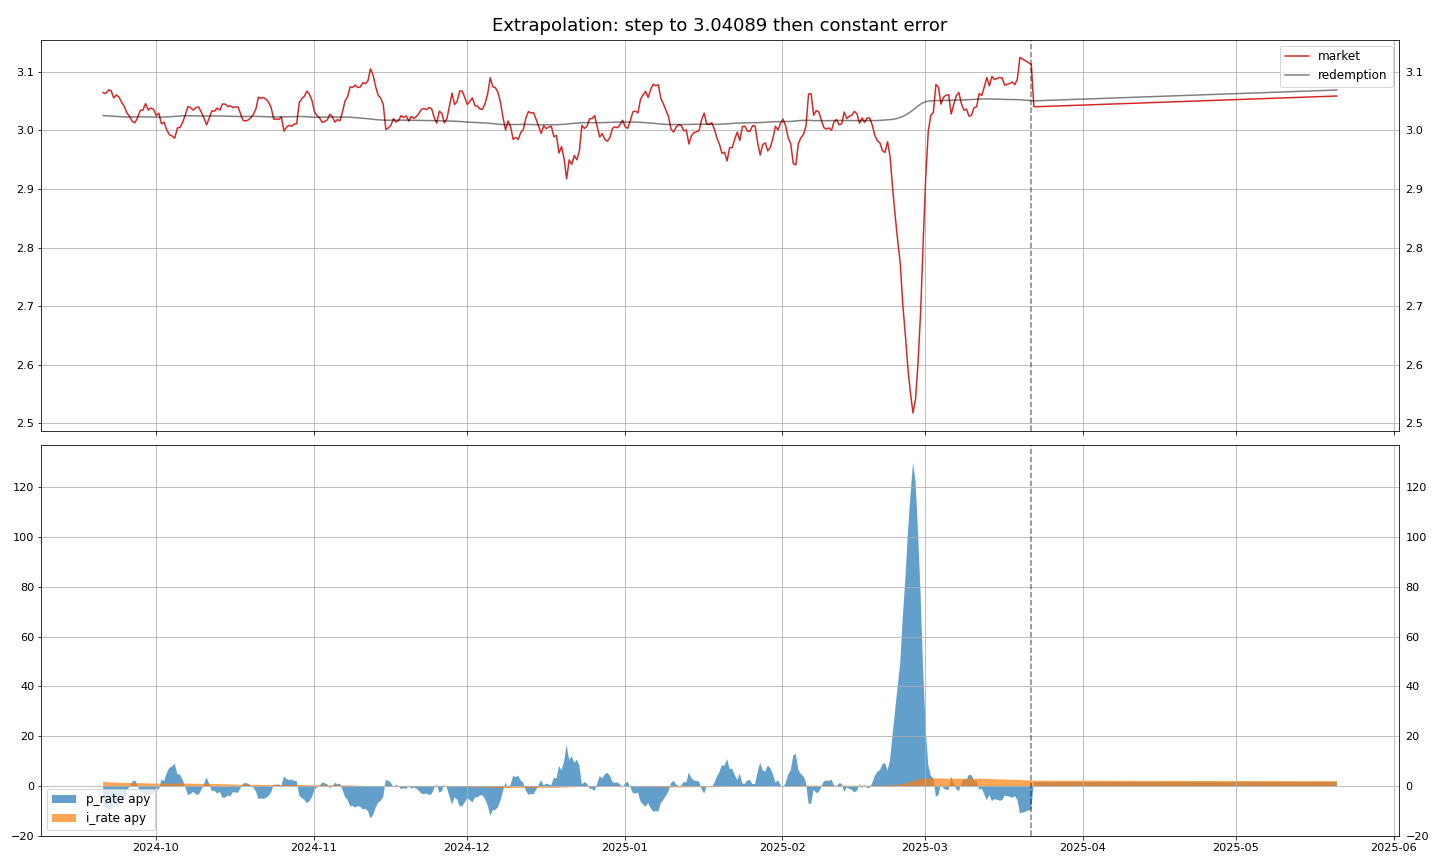 Extrapolation: step to 3.04089 then constant error
market
redemption
3.1 3.1
3.0 3.0
2.9 2.9
2.8 2.8
2.7 2.7
2.6 2.6
2.5 2.5
120 120
100 100
80 80
60 60
40 40
20 20
0 0
p_rate apy
i_rate apy
−20 −20
2024-10 2024-11 2024-12 2025-01 2025-02 2025-03 2025-04 2025-05 2025-06